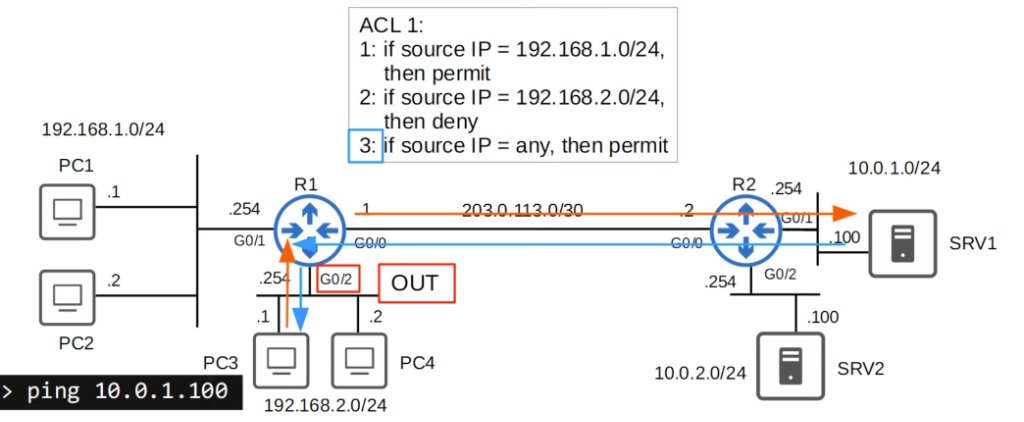 ACL 1:
1: if source IP = 192.168.1.0/24,
then permit
2: if source IP = 192.168.2.0/24,
then deny
3: if source IP = any, then permit
192.168.1.0/24
10.0.1.0/24
PC1
R1
R2
.1
.254
.1
203.0.113.0/30
.2
.254
G0/1
G0/0
G0/0
G0/1
.100
SRV1
.2
.254
G0/2
OUT
.254
G0/2
PC2
.1
.2
.100
PC3
PC4
10.0.2.0/24
SRV2
> ping 10.0.1.100
192.168.2.0/24